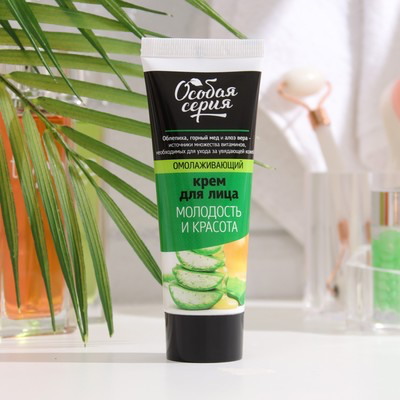 Особая
серия
Облепиха, горный мед и алоэ вера –
источники множества витаминов,
необходимых для ухода за увядающей кожей
ОМОЛАЖИВАЮЩИЙ
крем
для лица
МОЛОДОСТЬ
И КРАСОТА